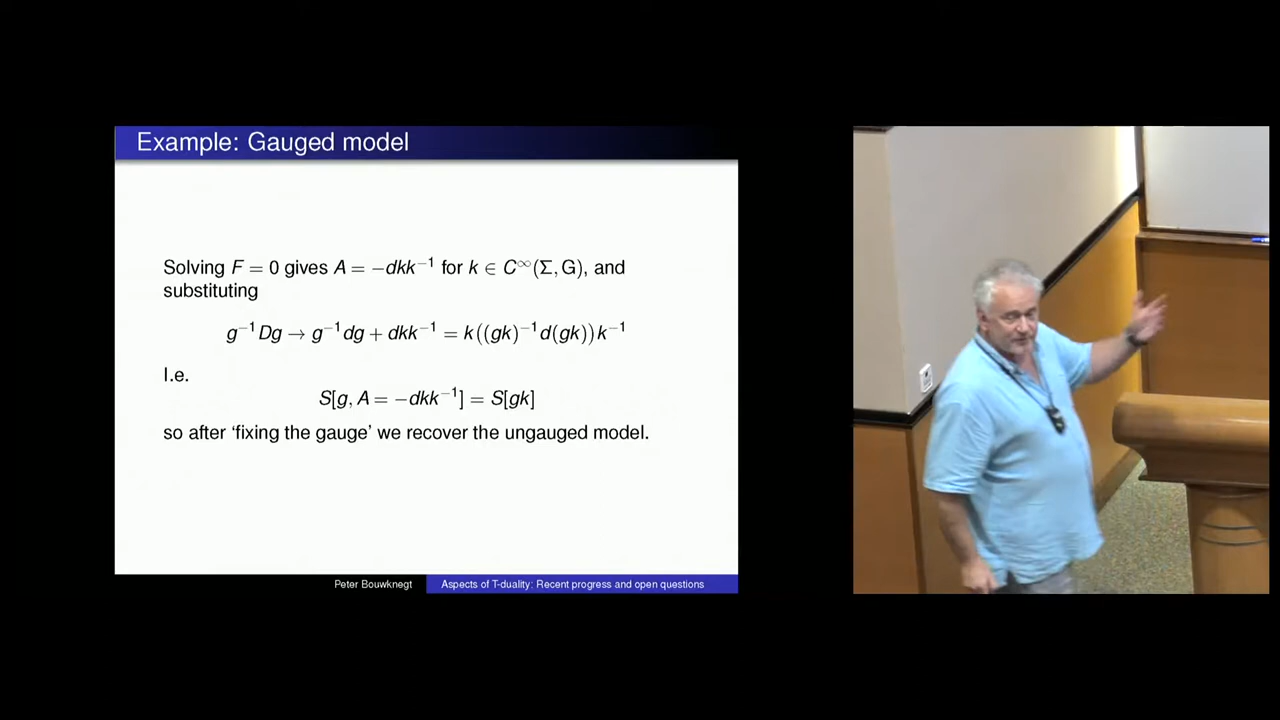 Example: Gauged model
Solving F = 0 gives A = −dkk⁻¹ for k ∈ C^∞(Σ, G), and
substituting
g⁻¹Dg → g⁻¹dg + dkk⁻¹ = k((gk)⁻¹d(gk))k⁻¹
I.e.
S[g, A = −dkk⁻¹] = S[gk]
so after ‘fixing the gauge’ we recover the ungauged model.
Peter Bouwknegt
Aspects of T-duality: Recent progress and open questions